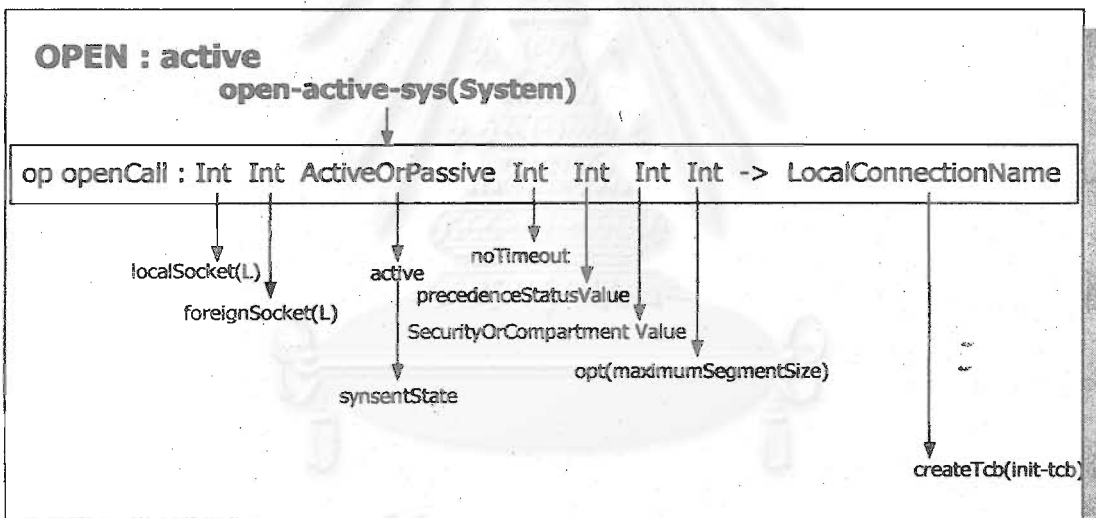 OPEN : active
open-active-sys(System)
op openCall : Int Int ActiveOrPassive Int Int Int Int -> LocalConnectionName
localSocket(L)
foreignSocket(L)
active
synsentState
noTimeout
precedenceStatusValue
SecurityOrCompartment Value
opt(maximumSegmentSize)
createTcb(init-tcb)